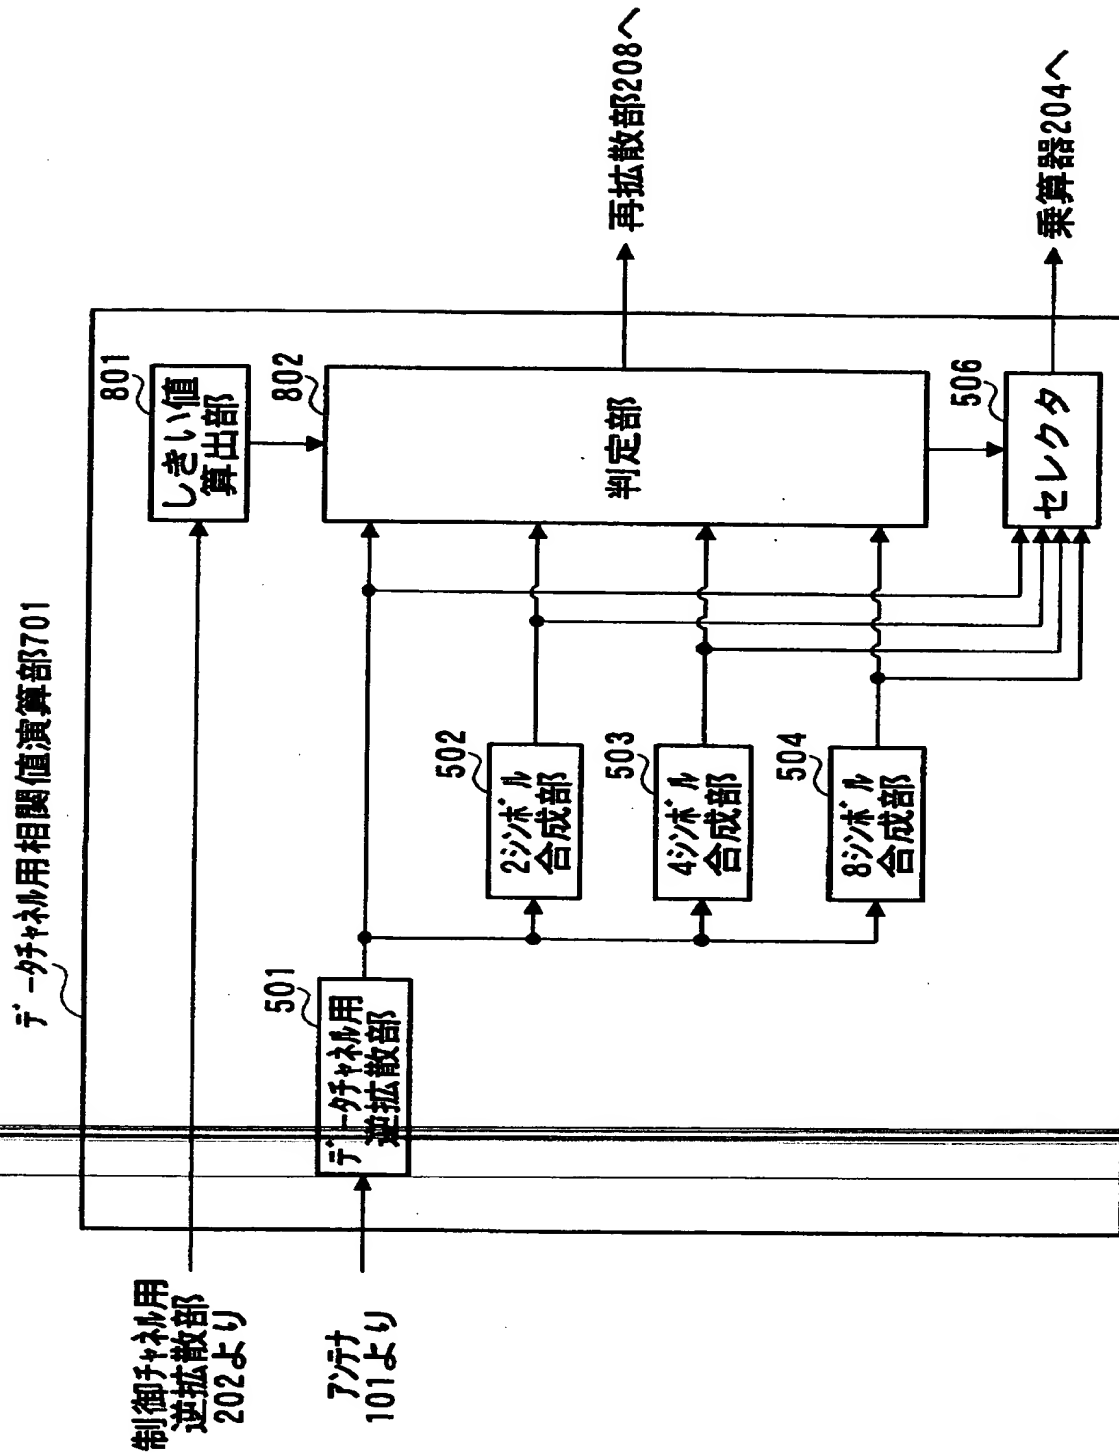 データチャネル用相関値演算部701
制御チャネル用
逆拡散部
202より
アンテナ
101より
801
しきい値
算出部
501
データチャネル用
逆拡散部
802
判定部
再拡散部208へ
502
2シンボル
合成部
503
4シンボル
合成部
504
8シンボル
合成部
506
セレクタ
乗算器204へ